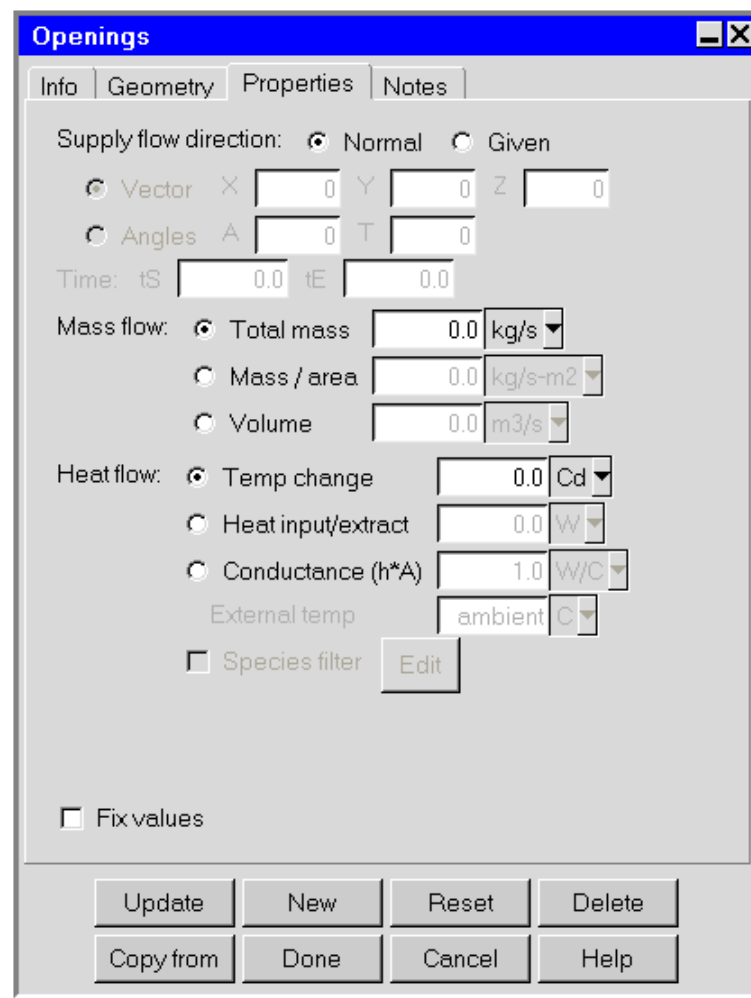 Openings
Info Geometry Properties Notes
Supply flow direction: Normal Given
Vector X 0 Y 0 Z 0
Angles A 0 T 0
Time: tS 0.0 tE 0.0
Mass flow: Total mass 0.0 kg/s
Mass / area 0.0 kg/s-m2
Volume 0.0 m3/s
Heat flow: Temp change 0.0 Cd
Heat input/extract 0.0 W
Conductance (h*A) 1.0 W/C
External temp ambient C
Species filter Edit
Fix values
Update New Reset Delete
Copy from Done Cancel Help